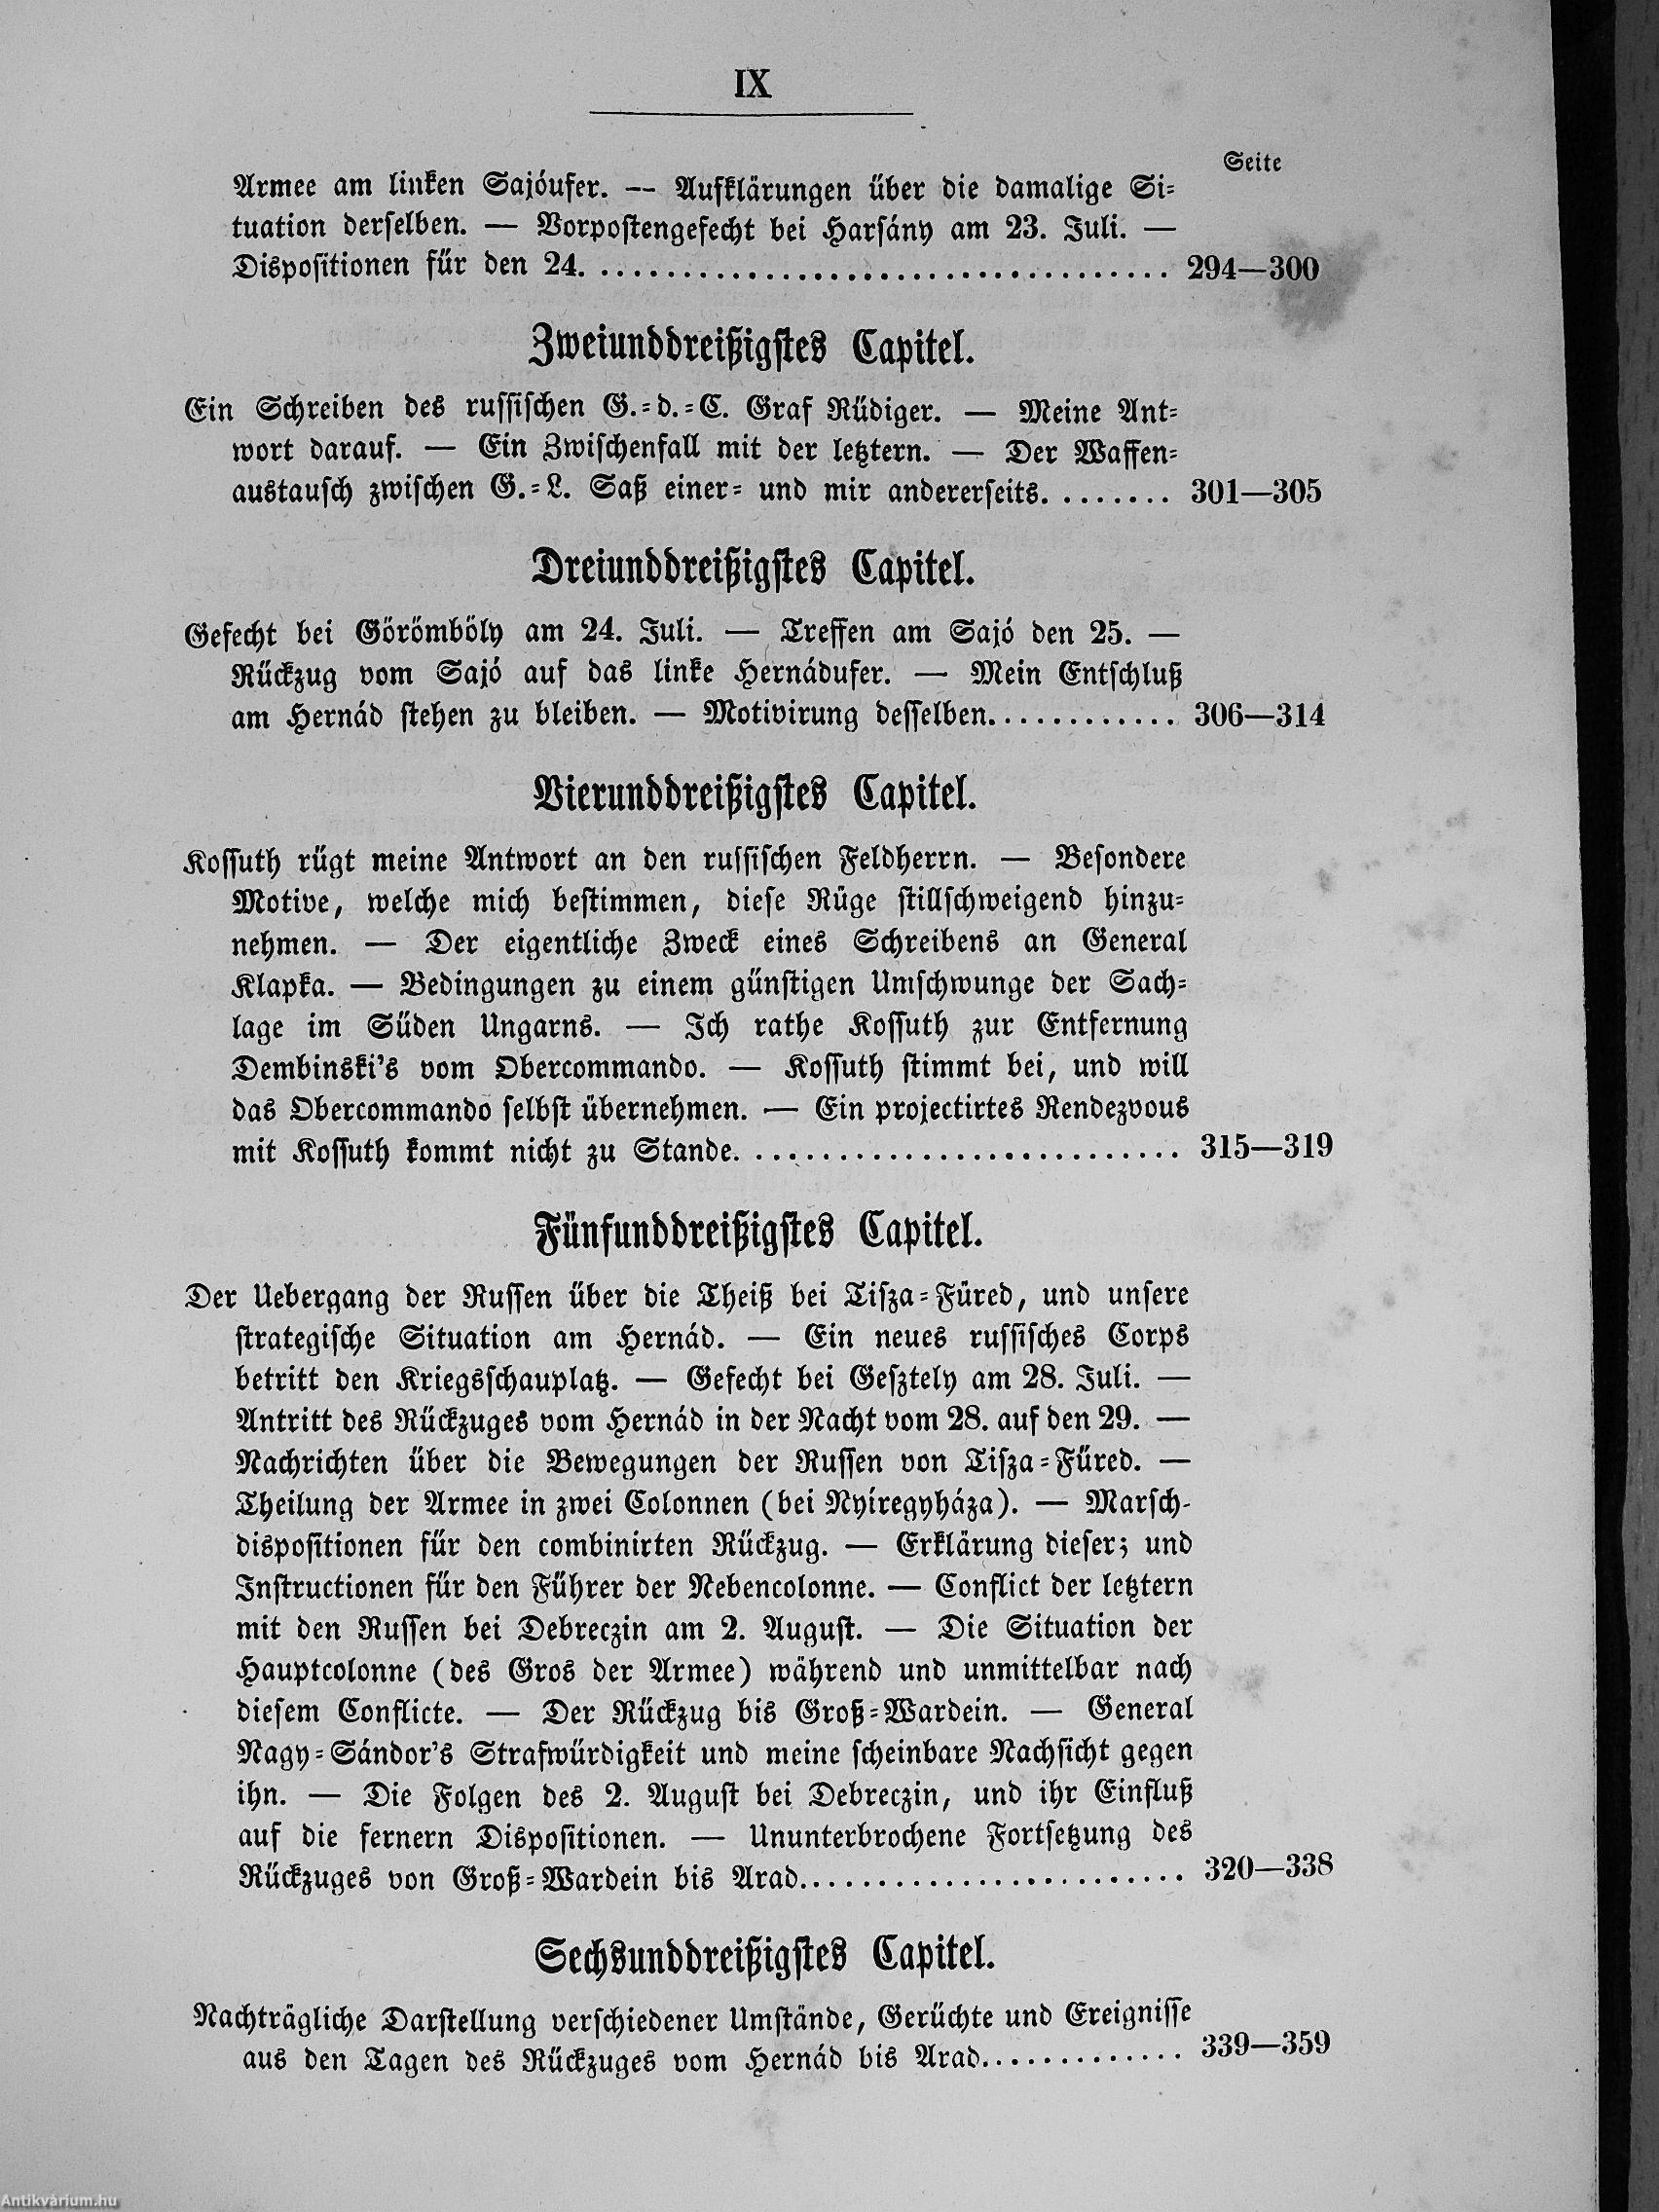 IX
Seite
Armee am linken Sajóufer. — Aufklärungen über die damalige Si-
tuation derselben. — Vorpostengefecht bei Harsány am 23. Juli. —
Dispositionen für den 24. .................................. 294—300
Zweiunddreißigstes Capitel.
Ein Schreiben des russischen G.-d.-C. Graf Rüdiger. — Meine Ant-
wort darauf. — Ein Zwischenfall mit der letztern. — Der Waffen-
austausch zwischen G.-L. Saß einer- und mir andererseits. ....... 301—305
Dreiunddreißigstes Capitel.
Gefecht bei Görömböly am 24. Juli. — Treffen am Sajó den 25. —
Rückzug vom Sajó auf das linke Hernádufer. — Mein Entschluß
am Hernád stehen zu bleiben. — Motivirung desselben............. 306—314
Vierunddreißigstes Capitel.
Kossuth rügt meine Antwort an den russischen Feldherrn. — Besondere
Motive, welche mich bestimmen, diese Rüge stillschweigend hinzu-
nehmen. — Der eigentliche Zweck eines Schreibens an General
Klapka. — Bedingungen zu einem günstigen Umschwunge der Sach-
lage im Süden Ungarns. — Ich rathe Kossuth zur Entfernung
Dembinski's vom Obercommando. — Kossuth stimmt bei, und will
das Obercommando selbst übernehmen. — Ein projectirtes Rendezvous
mit Kossuth kommt nicht zu Stande. .......................... 315—319
Fünfunddreißigstes Capitel.
Der Uebergang der Russen über die Theiß bei Tisza-Füred, und unsere
strategische Situation am Hernád. — Ein neues russisches Corps
betritt den Kriegsschauplatz. — Gefecht bei Gesztely am 28. Juli. —
Antritt des Rückzuges vom Hernád in der Nacht vom 28. auf den 29. —
Nachrichten über die Bewegungen der Russen von Tisza-Füred. —
Theilung der Armee in zwei Colonnen (bei Nyíregyháza). — Marsch-
dispositionen für den combinirten Rückzug. — Erklärung dieser; und
Instructionen für den Führer der Nebencolonne. — Conflict der letztern
mit den Russen bei Debreczin am 2. August. — Die Situation der
Hauptcolonne (des Gros der Armee) während und unmittelbar nach
diesem Conflicte. — Der Rückzug bis Groß-Wardein. — General
Nagy-Sándor's Strafwürdigkeit und meine scheinbare Nachsicht gegen
ihn. — Die Folgen des 2. August bei Debreczin, und ihr Einfluß
auf die fernern Dispositionen. — Ununterbrochene Fortsetzung des
Rückzuges von Groß-Wardein bis Arad........................ 320—338
Sechsunddreißigstes Capitel.
Nachträgliche Darstellung verschiedener Umstände, Gerüchte und Ereignisse
aus den Tagen des Rückzuges vom Hernád bis Arad............. 339—359
Antikvárium.hu